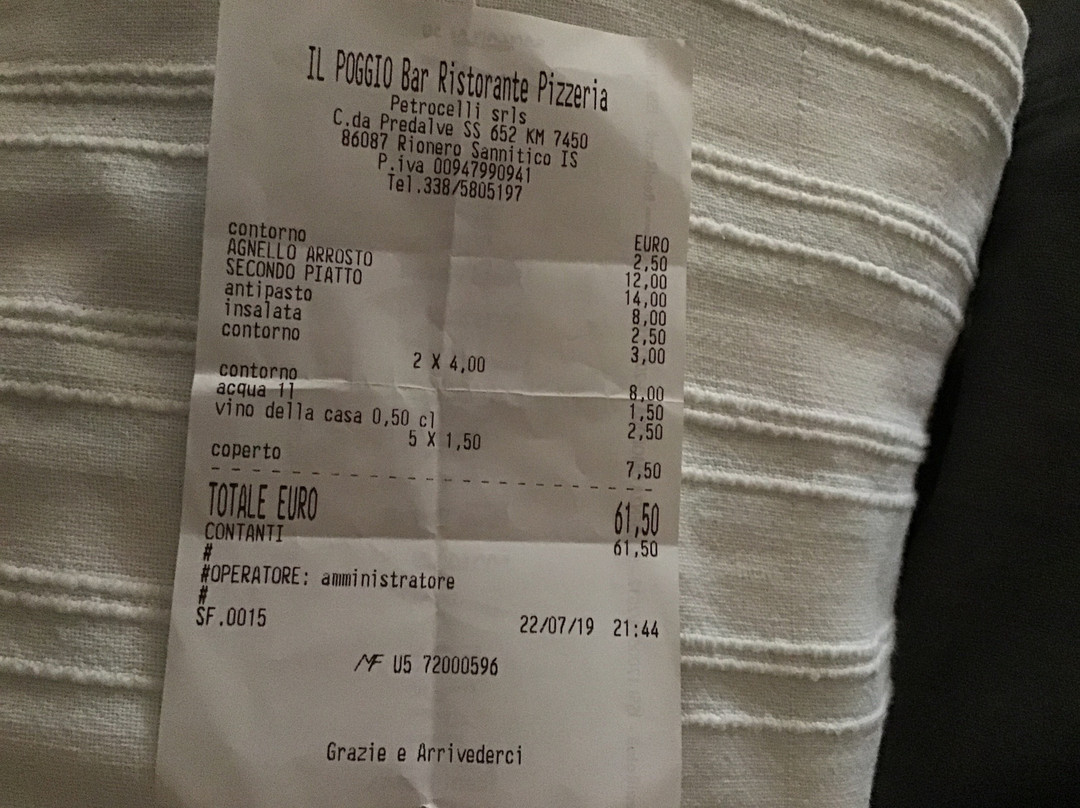 IL POGGIO Bar Ristorante Pizzeria
Petrocelli srls
C.da Predalve SS 652 KM 7450
86087 Rionero Sannitico IS
P.iva 00947990941
Tel.338/5805197
EURO
contorno 2,50
AGNELLO ARROSTO 12,00
SECONDO PIATTO 14,00
antipasto 8,00
insalata 2,50
contorno 3,00
2 X 4,00
contorno 8,00
acqua 1l 1,50
vino della casa 0,50 cl 2,50
5 X 1,50
coperto 7,50
TOTALE EURO 61,50
CONTANTI 61,50
#
#OPERATORE: amministratore
#
SF.0015 22/07/19 21:44
MF U5 72000596
Grazie e Arrivederci